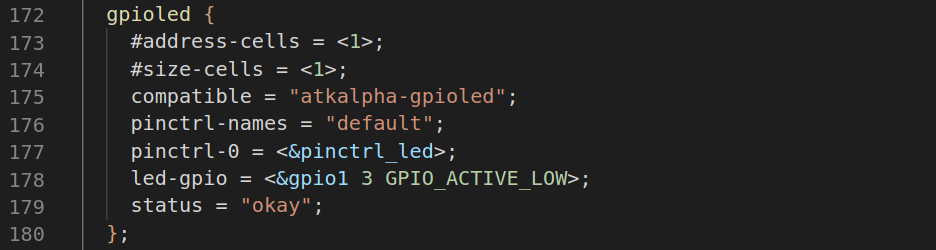 172 gpioled {
173 #address-cells = <1>;
174 #size-cells = <1>;
175 compatible = "atkalpha-gpioled";
176 pinctrl-names = "default";
177 pinctrl-0 = <&pinctrl_led>;
178 led-gpio = <&gpio1 3 GPIO_ACTIVE_LOW>;
179 status = "okay";
180 };